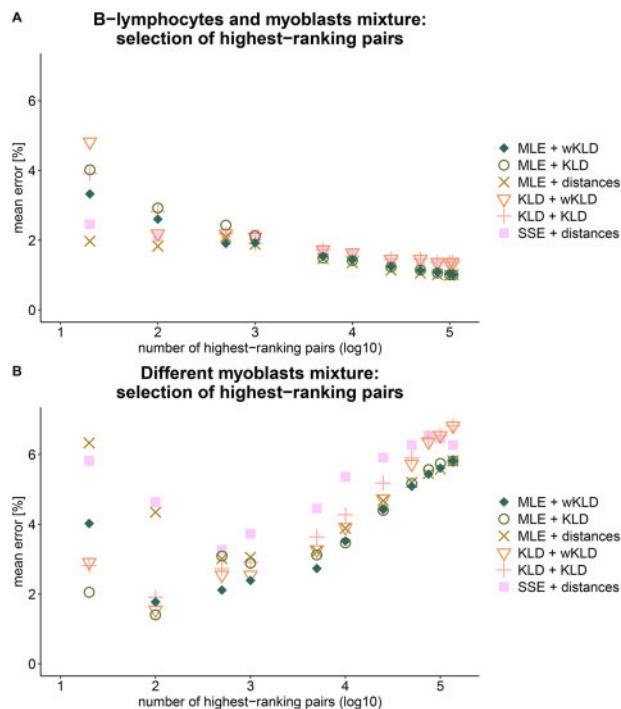 A
B−lymphocytes and myoblasts mixture:
selection of highest−ranking pairs
mean error [%]
6
4
2
0
1 2 3 4 5
number of highest−ranking pairs (log10)
MLE + wKLD
MLE + KLD
MLE + distances
KLD + wKLD
KLD + KLD
SSE + distances
B
Different myoblasts mixture:
selection of highest−ranking pairs
mean error [%]
6
4
2
0
1 2 3 4 5
number of highest−ranking pairs (log10)
MLE + wKLD
MLE + KLD
MLE + distances
KLD + wKLD
KLD + KLD
SSE + distances